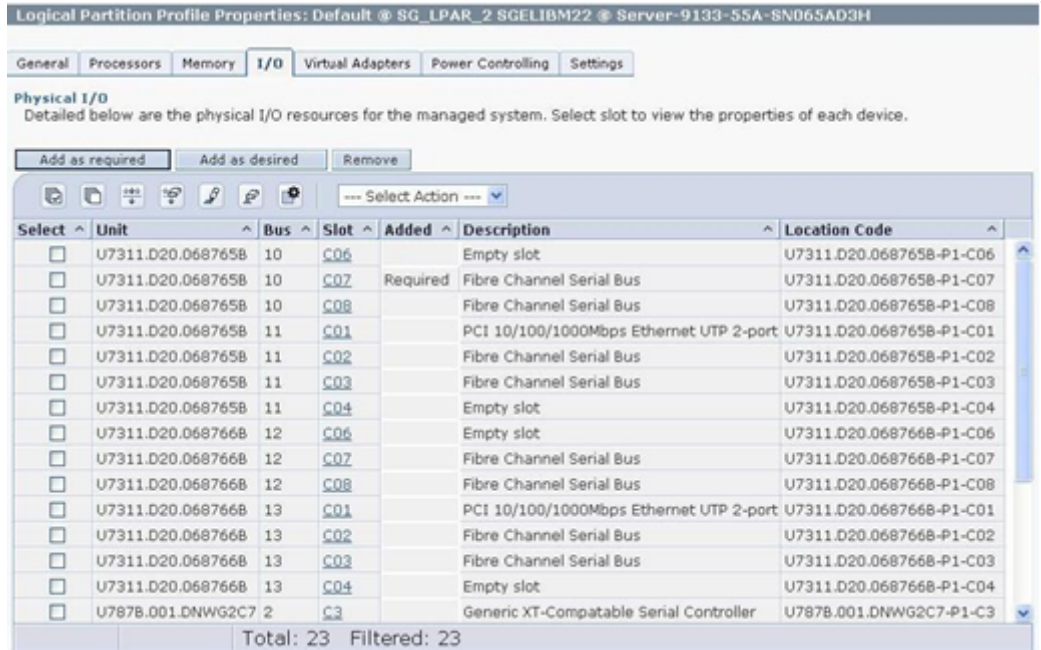 Logical Partition Profile Properties: Default @ SG_LPAR_2 SGELIBM22 @ Server-9133-55A-SN065AD3H
General Processors Memory I/O Virtual Adapters Power Controlling Settings
Physical I/O
Detailed below are the physical I/O resources for the managed system. Select slot to view the properties of each device.
Add as required Add as desired Remove
--- Select Action ---
Select ^ Unit ^ Bus ^ Slot ^ Added ^ Description ^ Location Code ^
U7311.D20.068765B 10 C06 Empty slot U7311.D20.068765B-P1-C06
U7311.D20.068765B 10 C07 Required Fibre Channel Serial Bus U7311.D20.068765B-P1-C07
U7311.D20.068765B 10 C08 Fibre Channel Serial Bus U7311.D20.068765B-P1-C08
U7311.D20.068765B 11 C01 PCI 10/100/1000Mbps Ethernet UTP 2-port U7311.D20.068765B-P1-C01
U7311.D20.068765B 11 C02 Fibre Channel Serial Bus U7311.D20.068765B-P1-C02
U7311.D20.068765B 11 C03 Fibre Channel Serial Bus U7311.D20.068765B-P1-C03
U7311.D20.068765B 11 C04 Empty slot U7311.D20.068765B-P1-C04
U7311.D20.068766B 12 C06 Empty slot U7311.D20.068766B-P1-C06
U7311.D20.068766B 12 C07 Fibre Channel Serial Bus U7311.D20.068766B-P1-C07
U7311.D20.068766B 12 C08 Fibre Channel Serial Bus U7311.D20.068766B-P1-C08
U7311.D20.068766B 13 C01 PCI 10/100/1000Mbps Ethernet UTP 2-port U7311.D20.068766B-P1-C01
U7311.D20.068766B 13 C02 Fibre Channel Serial Bus U7311.D20.068766B-P1-C02
U7311.D20.068766B 13 C03 Fibre Channel Serial Bus U7311.D20.068766B-P1-C03
U7311.D20.068766B 13 C04 Empty slot U7311.D20.068766B-P1-C04
U787B.001.DNWG2C7 2 C3 Generic XT-Compatable Serial Controller U787B.001.DNWG2C7-P1-C3
Total: 23 Filtered: 23